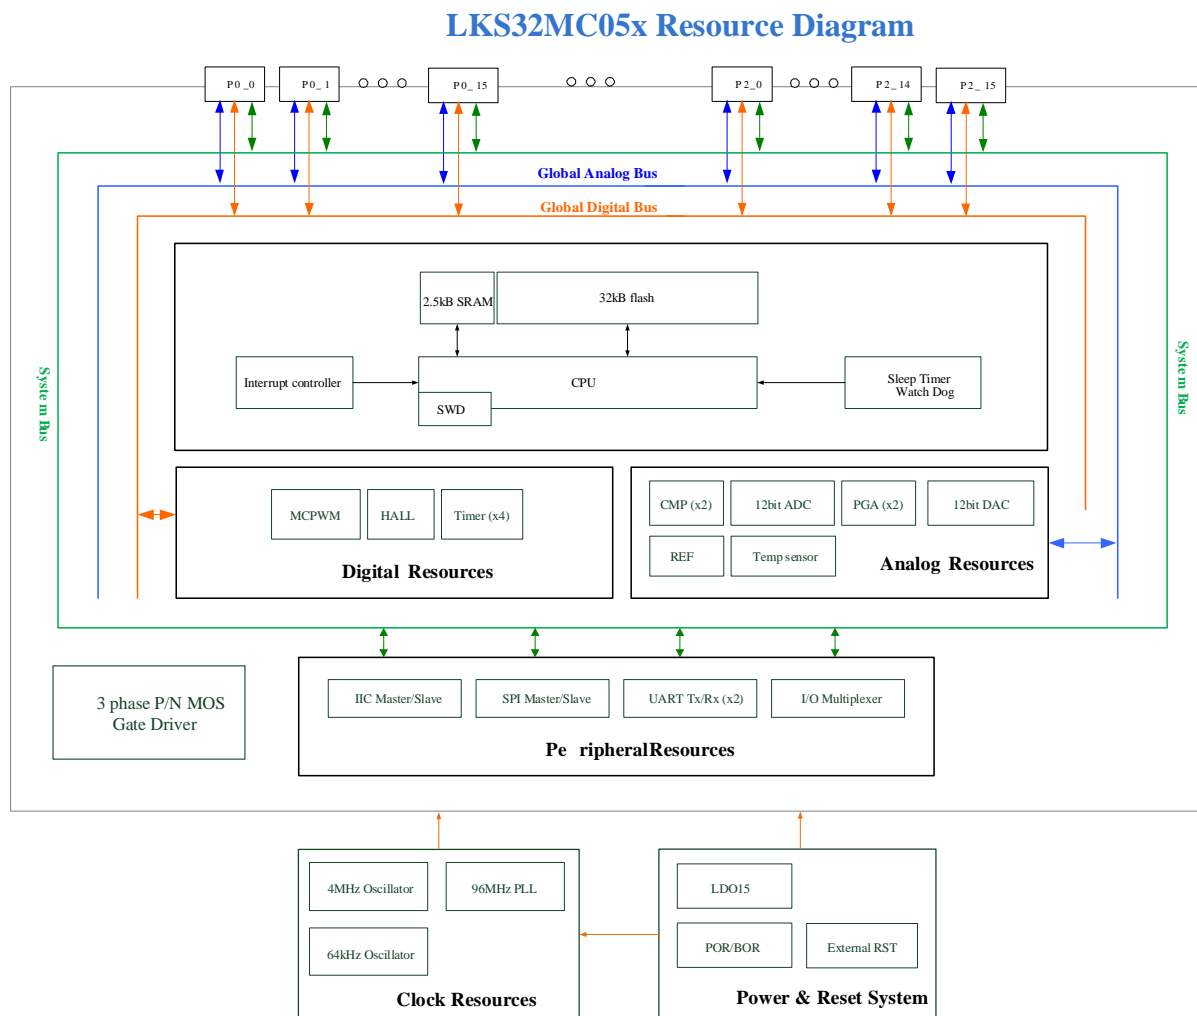 LKS32MC05x Resource Diagram
P0_0
P0_1
P0_15
P2_0
P2_14
P2_15
Global Analog Bus
Global Digital Bus
2.5kB SRAM
32kB flash
System Bus
System Bus
Interrupt controller
CPU
Sleep Timer
Watch Dog
SWD
MCPWM
HALL
Timer (x4)
Digital Resources
CMP (x2)
12bit ADC
PGA (x2)
12bit DAC
REF
Temp sensor
Analog Resources
3 phase P/N MOS
Gate Driver
IIC Master/Slave
SPI Master/Slave
UART Tx/Rx (x2)
I/O Multiplexer
Pe ripheralResources
4MHz Oscillator
96MHz PLL
64kHz Oscillator
Clock Resources
LDO15
POR/BOR
External RST
Power & Reset System